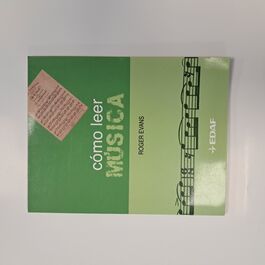 cómo leer
MÚSICA
ROGER EVANS
EDAF